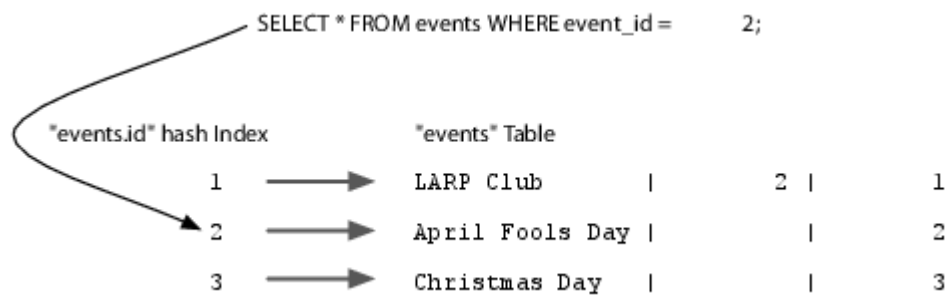 SELECT * FROM events WHERE event_id = 2;
"events.id" hash Index "events" Table
1 LARP Club | 2 | 1
2 April Fools Day | | 2
3 Christmas Day | | 3